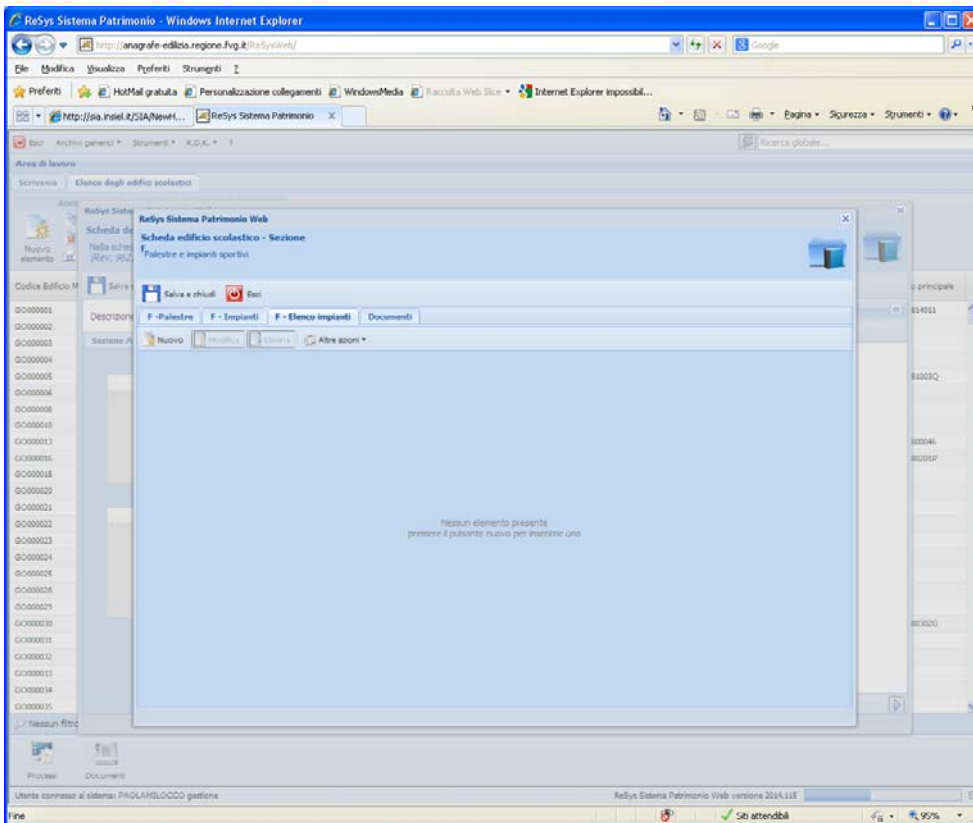 ReSys Sistema Patrimonio - Windows Internet Explorer
http://anagrafe-edilizia.regione.fvg.it/ReSysWeb/
Google
File Modifica Visualizza Preferiti Strumenti ?
Preferiti HotMail gratuita Personalizzazione collegamenti WindowsMedia Raccolta Web Slice Internet Explorer impossibil...
http://sia.insiel.it/SIA/NewH... ReSys Sistema Patrimonio X
Pagina Sicurezza Strumenti
Esci Archivi generici Strumenti R.D.K. ?
Ricerca globale...
Area di lavoro
Scrivania Elenco degli edifici scolastici
ReSys Sistema Patrimonio Web
Scheda edificio scolastico - Sezione
F
Palestre e impianti sportivi
Nuovo elemento
Salva e chiudi Esci
Codice Edificio M
o principale
F -Palestre F - Impianti F - Elenco impianti Documenti
Descrizione
Nuovo Modifica Elimina Altre azioni
Sezione A
GO000001
GO000002
GO000003
GO000004
GO000005
GO000006
GO000008
GO000010
GO000013
GO000016
GO000018
GO000020
GO000021
GO000022
GO000023
GO000024
GO000025
GO000028
GO000029
GO000030
GO000031
GO000032
GO000033
GO000034
GO000035
Nessun elemento presente
premere il pulsante nuovo per inserirne uno
Nessun filtro
Processi Documenti
Utente connesso al sistema: PAOLAMILOCCO gestione
ReSys Sistema Patrimonio Web versione 2014.118
Fine
Siti attendibili
95%